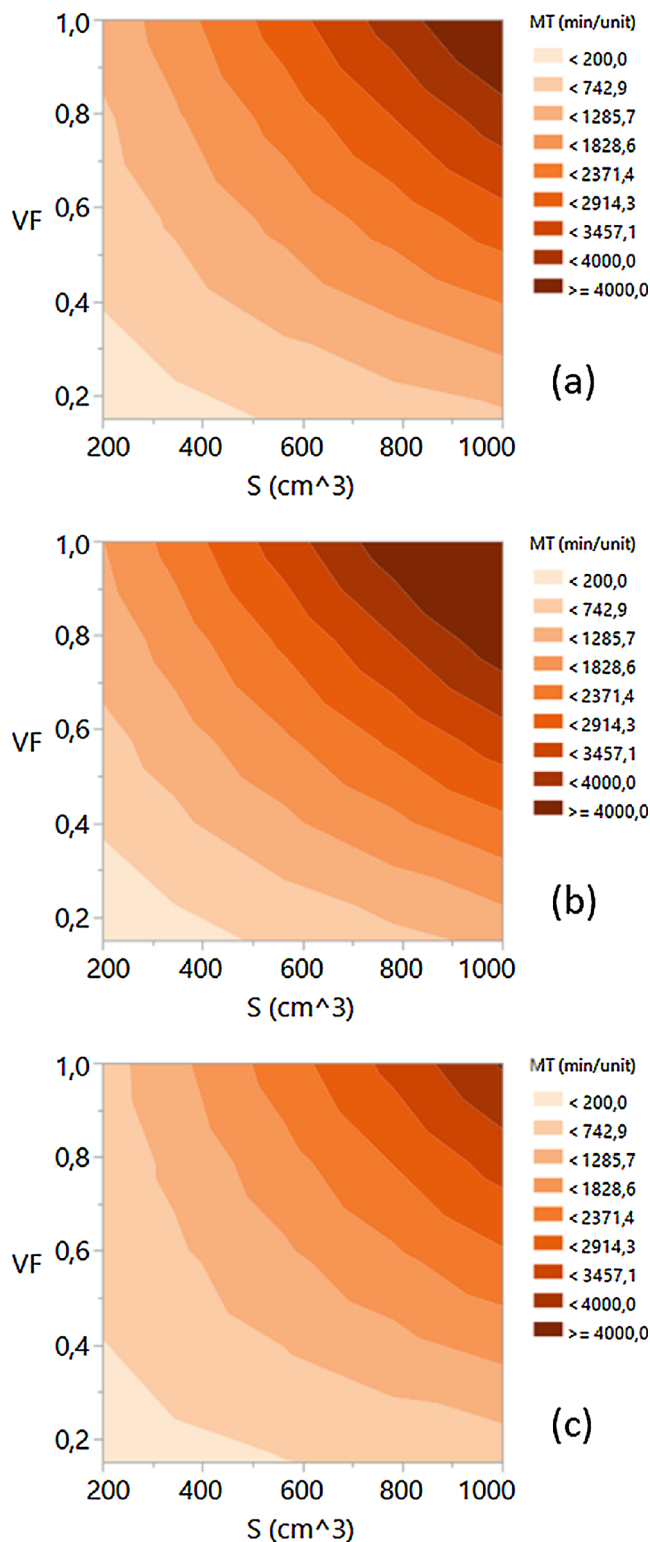 MT (min/unit)
1,0
0,8
VF 0,6
0,4
0,2
200 400 600 800 1000
S (cm^3)
< 200,0
< 742,9
< 1285,7
< 1828,6
< 2371,4
< 2914,3
< 3457,1
< 4000,0
>= 4000,0
(a)
MT (min/unit)
1,0
0,8
VF 0,6
0,4
0,2
200 400 600 800 1000
S (cm^3)
< 200,0
< 742,9
< 1285,7
< 1828,6
< 2371,4
< 2914,3
< 3457,1
< 4000,0
>= 4000,0
(b)
MT (min/unit)
1,0
0,8
VF 0,6
0,4
0,2
200 400 600 800 1000
S (cm^3)
< 200,0
< 742,9
< 1285,7
< 1828,6
< 2371,4
< 2914,3
< 3457,1
< 4000,0
>= 4000,0
(c)